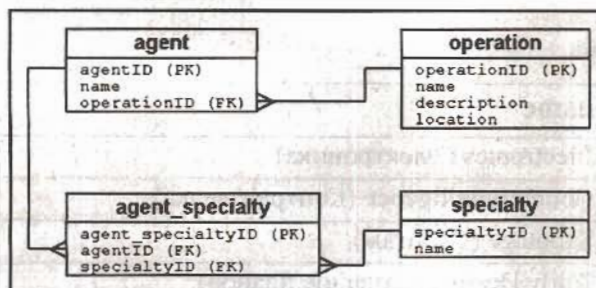 agent
agentID (PK)
name
operationID (FK)
operation
operationID (PK)
name
description
location
agent_specialty
agent_specialtyID (PK)
agentID (FK)
specialtyID (FK)
specialty
specialtyID (PK)
name